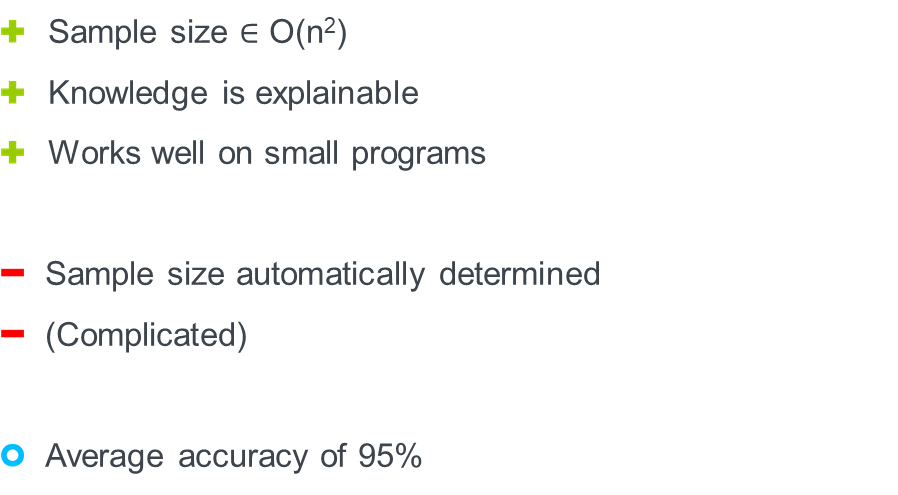 Sample size ∈ O(n²)
Knowledge is explainable
Works well on small programs
Sample size automatically determined
(Complicated)
Average accuracy of 95%